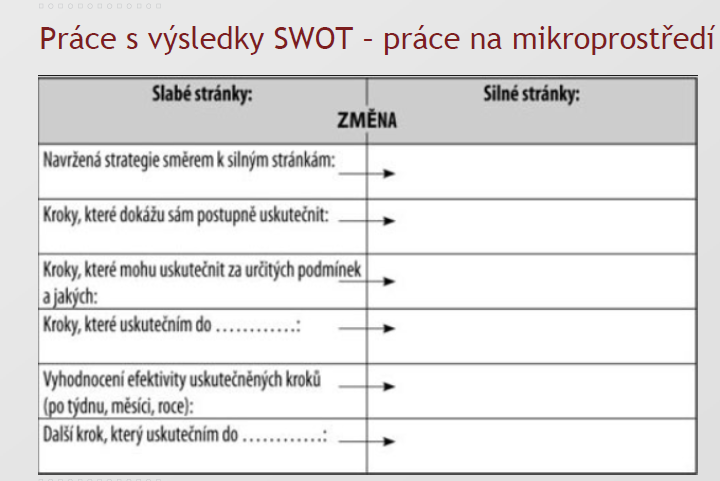 Práce s výsledky SWOT – práce na mikroprostředí
Slabé stránky:
Silné stránky:
ZMĚNA
Navržená strategie směrem k silným stránkám:
Kroky, které dokážu sám postupně uskutečnit:
Kroky, které mohu uskutečnit za určitých podmínek
a jakých:
Kroky, které uskutečním do ............:
Vyhodnocení efektivity uskutečněných kroků
(po týdnu, měsíci, roce):
Další krok, který uskutečním do ............: